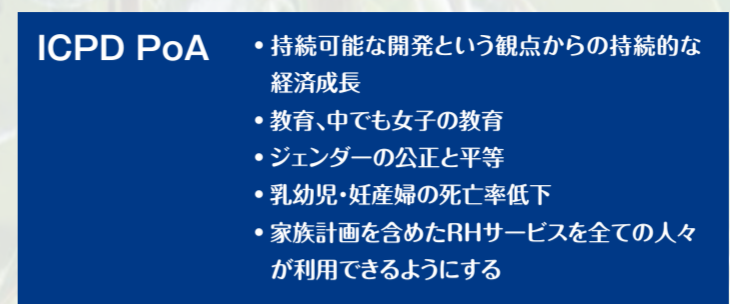 ICPD PoA
•持続可能な開発という観点からの持続的な
経済成長
•教育、中でも女子の教育
•ジェンダーの公正と平等
•乳幼児・妊産婦の死亡率低下
•家族計画を含めたRHサービスを全ての人々
が利用できるようにする